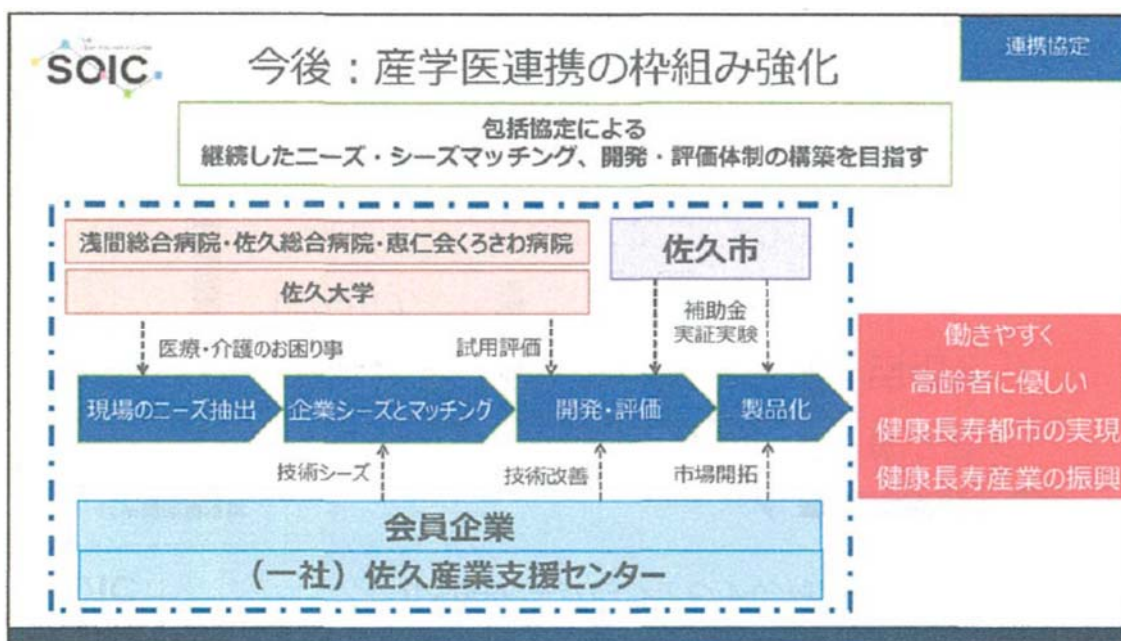 SOIC
今後：産学医連携の枠組み強化
連携協定
包括協定による
継続したニーズ・シーズマッチング、開発・評価体制の構築を目指す
浅間総合病院・佐久総合病院・恵仁会くろさわ病院
佐久大学
佐久市
医療・介護のお困り事
試用評価
補助金
実証実験
現場のニーズ抽出
企業シーズとマッチング
開発・評価
製品化
技術シーズ
技術改善
市場開拓
会員企業
（一社）佐久産業支援センター
働きやすく
高齢者に優しい
健康長寿都市の実現
健康長寿産業の振興